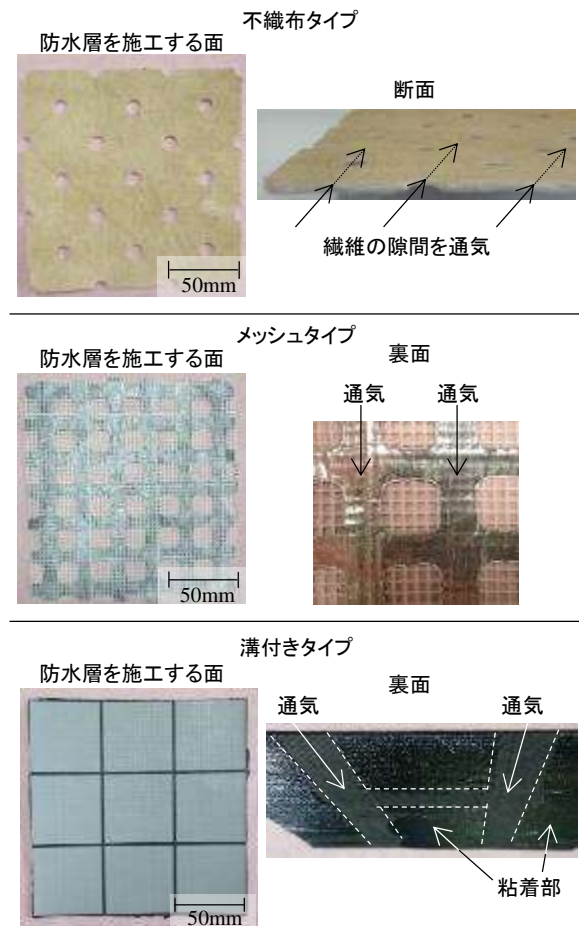 不織布タイプ
防水層を施工する面
断面
繊維の隙間を通気
50mm
メッシュタイプ
防水層を施工する面
裏面
通気
通気
50mm
溝付きタイプ
防水層を施工する面
裏面
通気
通気
粘着部
50mm